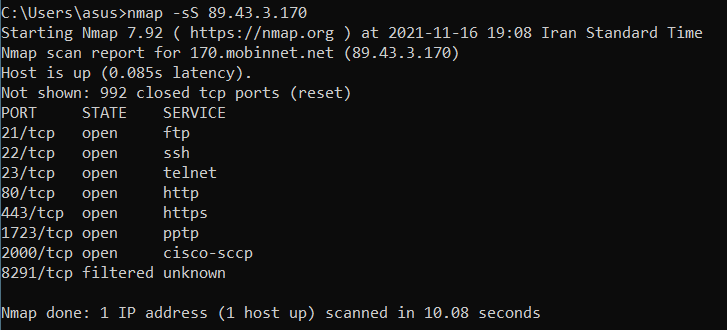 C:\Users\asus>nmap -sS 89.43.3.170
Starting Nmap 7.92 ( https://nmap.org ) at 2021-11-16 19:08 Iran Standard Time
Nmap scan report for 170.mobinnet.net (89.43.3.170)
Host is up (0.085s latency).
Not shown: 992 closed tcp ports (reset)
PORT     STATE    SERVICE
21/tcp   open     ftp
22/tcp   open     ssh
23/tcp   open     telnet
80/tcp   open     http
443/tcp  open     https
1723/tcp open     pptp
2000/tcp open     cisco-sccp
8291/tcp filtered unknown
Nmap done: 1 IP address (1 host up) scanned in 10.08 seconds